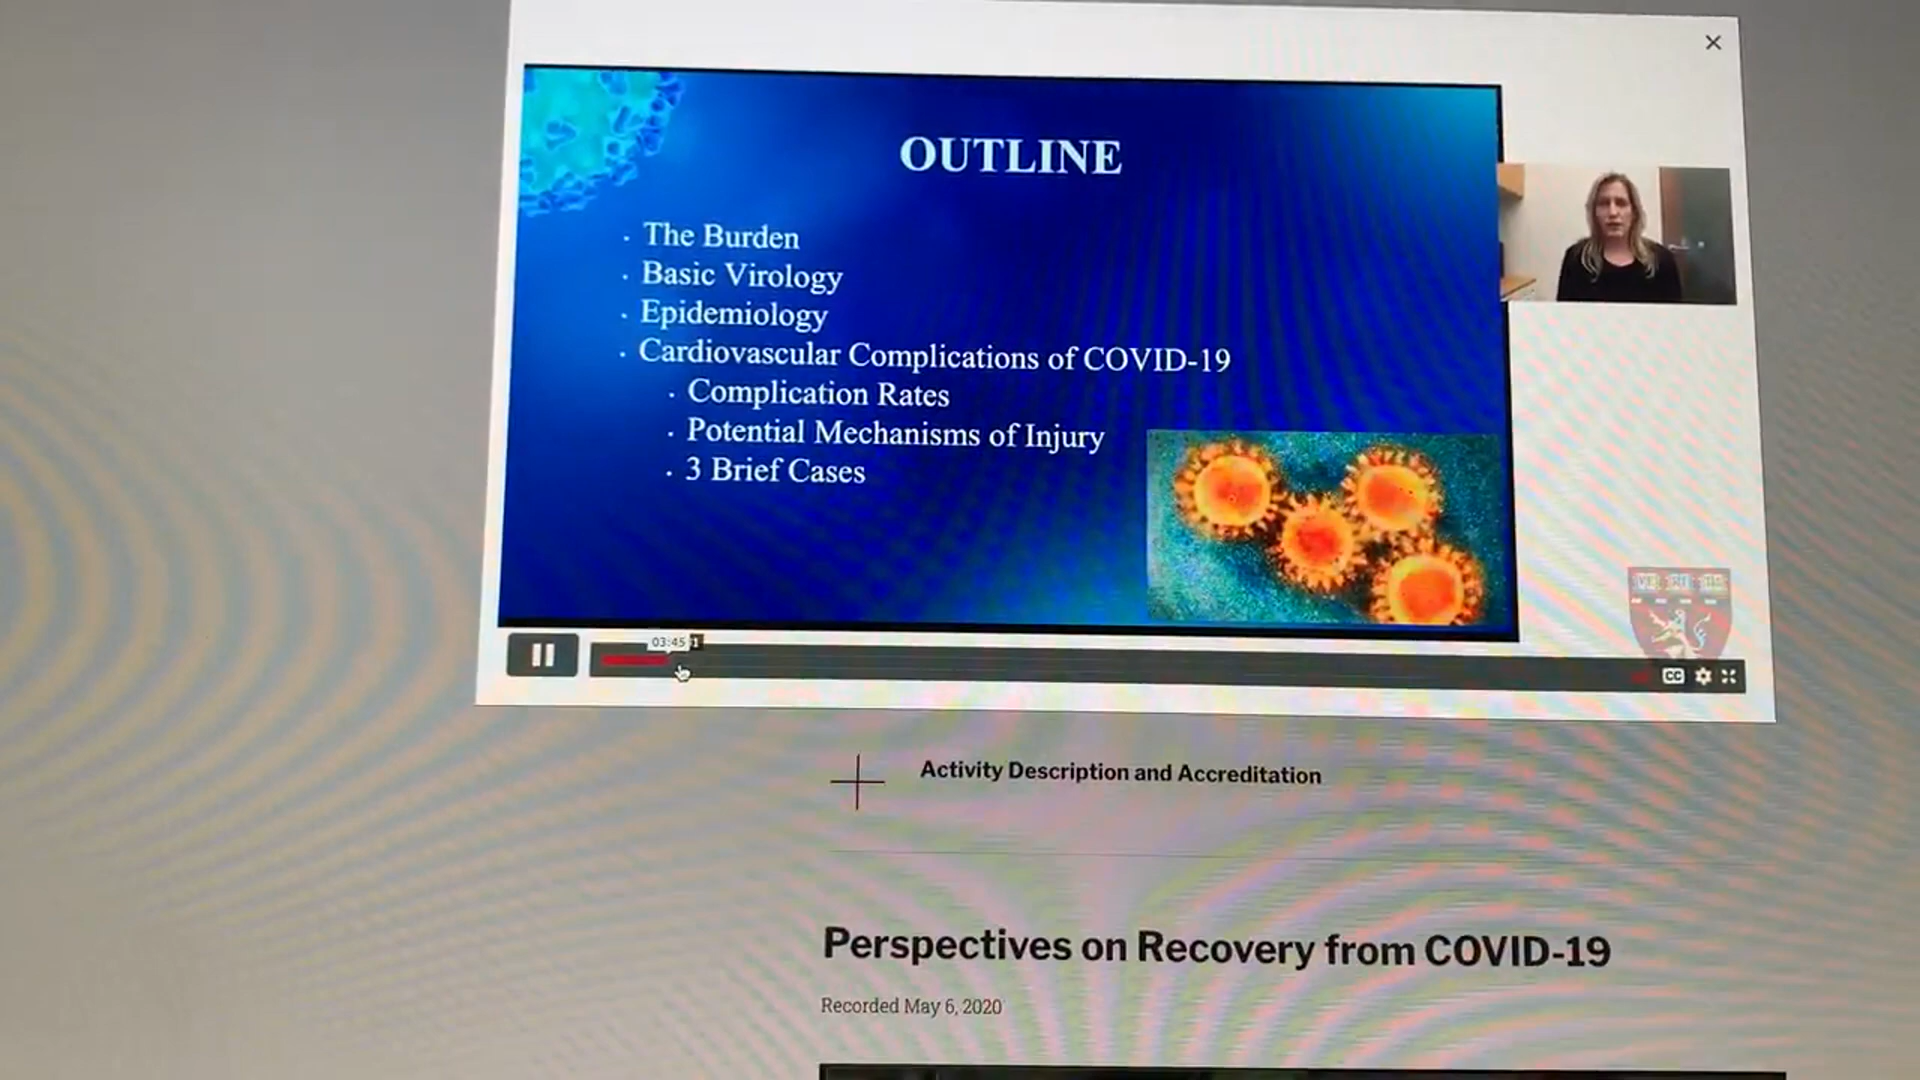 OUTLINE
· The Burden
· Basic Virology
· Epidemiology
· Cardiovascular Complications of COVID-19
· Complication Rates
· Potential Mechanisms of Injury
· 3 Brief Cases
03:45
CC
Activity Description and Accreditation
Perspectives on Recovery from COVID-19
Recorded May 6, 2020